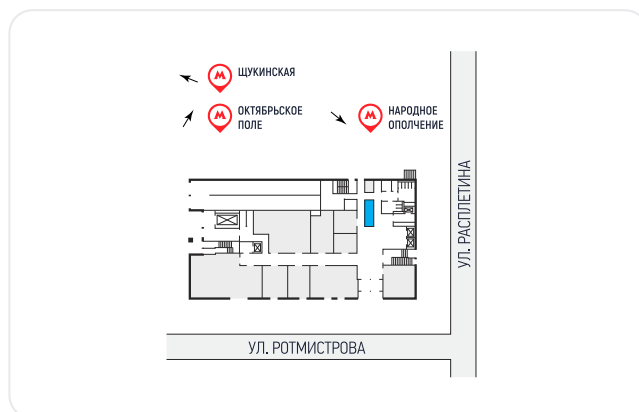 ЩУКИНСКАЯ
ОКТЯБРЬСКОЕ
ПОЛЕ
НАРОДНОЕ
ОПОЛЧЕНИЕ
УЛ. РАСПЛЕТИНА
УЛ. РОТМИСТРОВА